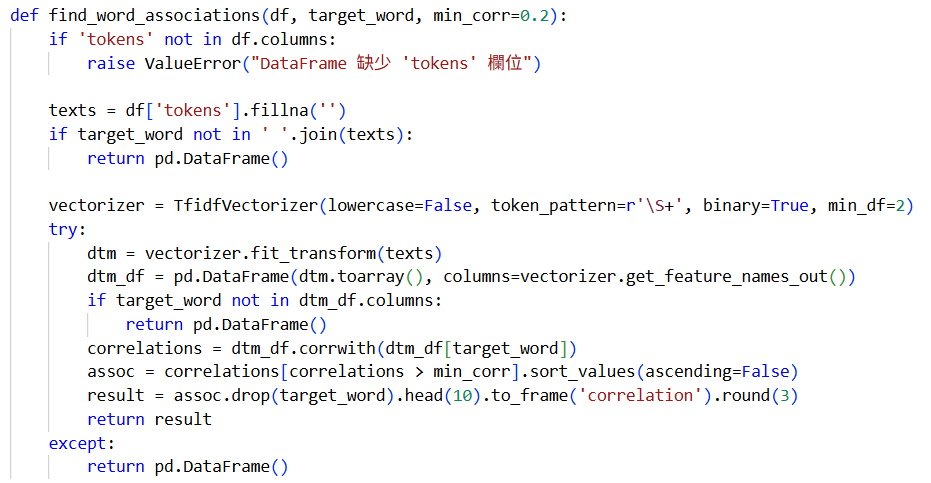 def find_word_associations(df, target_word, min_corr=0.2):
    if 'tokens' not in df.columns:
        raise ValueError("DataFrame 缺少 'tokens' 欄位")

    texts = df['tokens'].fillna('')
    if target_word not in ' '.join(texts):
        return pd.DataFrame()

    vectorizer = TfidfVectorizer(lowercase=False, token_pattern=r'\S+', binary=True, min_df=2)
    try:
        dtm = vectorizer.fit_transform(texts)
        dtm_df = pd.DataFrame(dtm.toarray(), columns=vectorizer.get_feature_names_out())
        if target_word not in dtm_df.columns:
            return pd.DataFrame()
        correlations = dtm_df.corrwith(dtm_df[target_word])
        assoc = correlations[correlations > min_corr].sort_values(ascending=False)
        result = assoc.drop(target_word).head(10).to_frame('correlation').round(3)
        return result
    except:
        return pd.DataFrame()